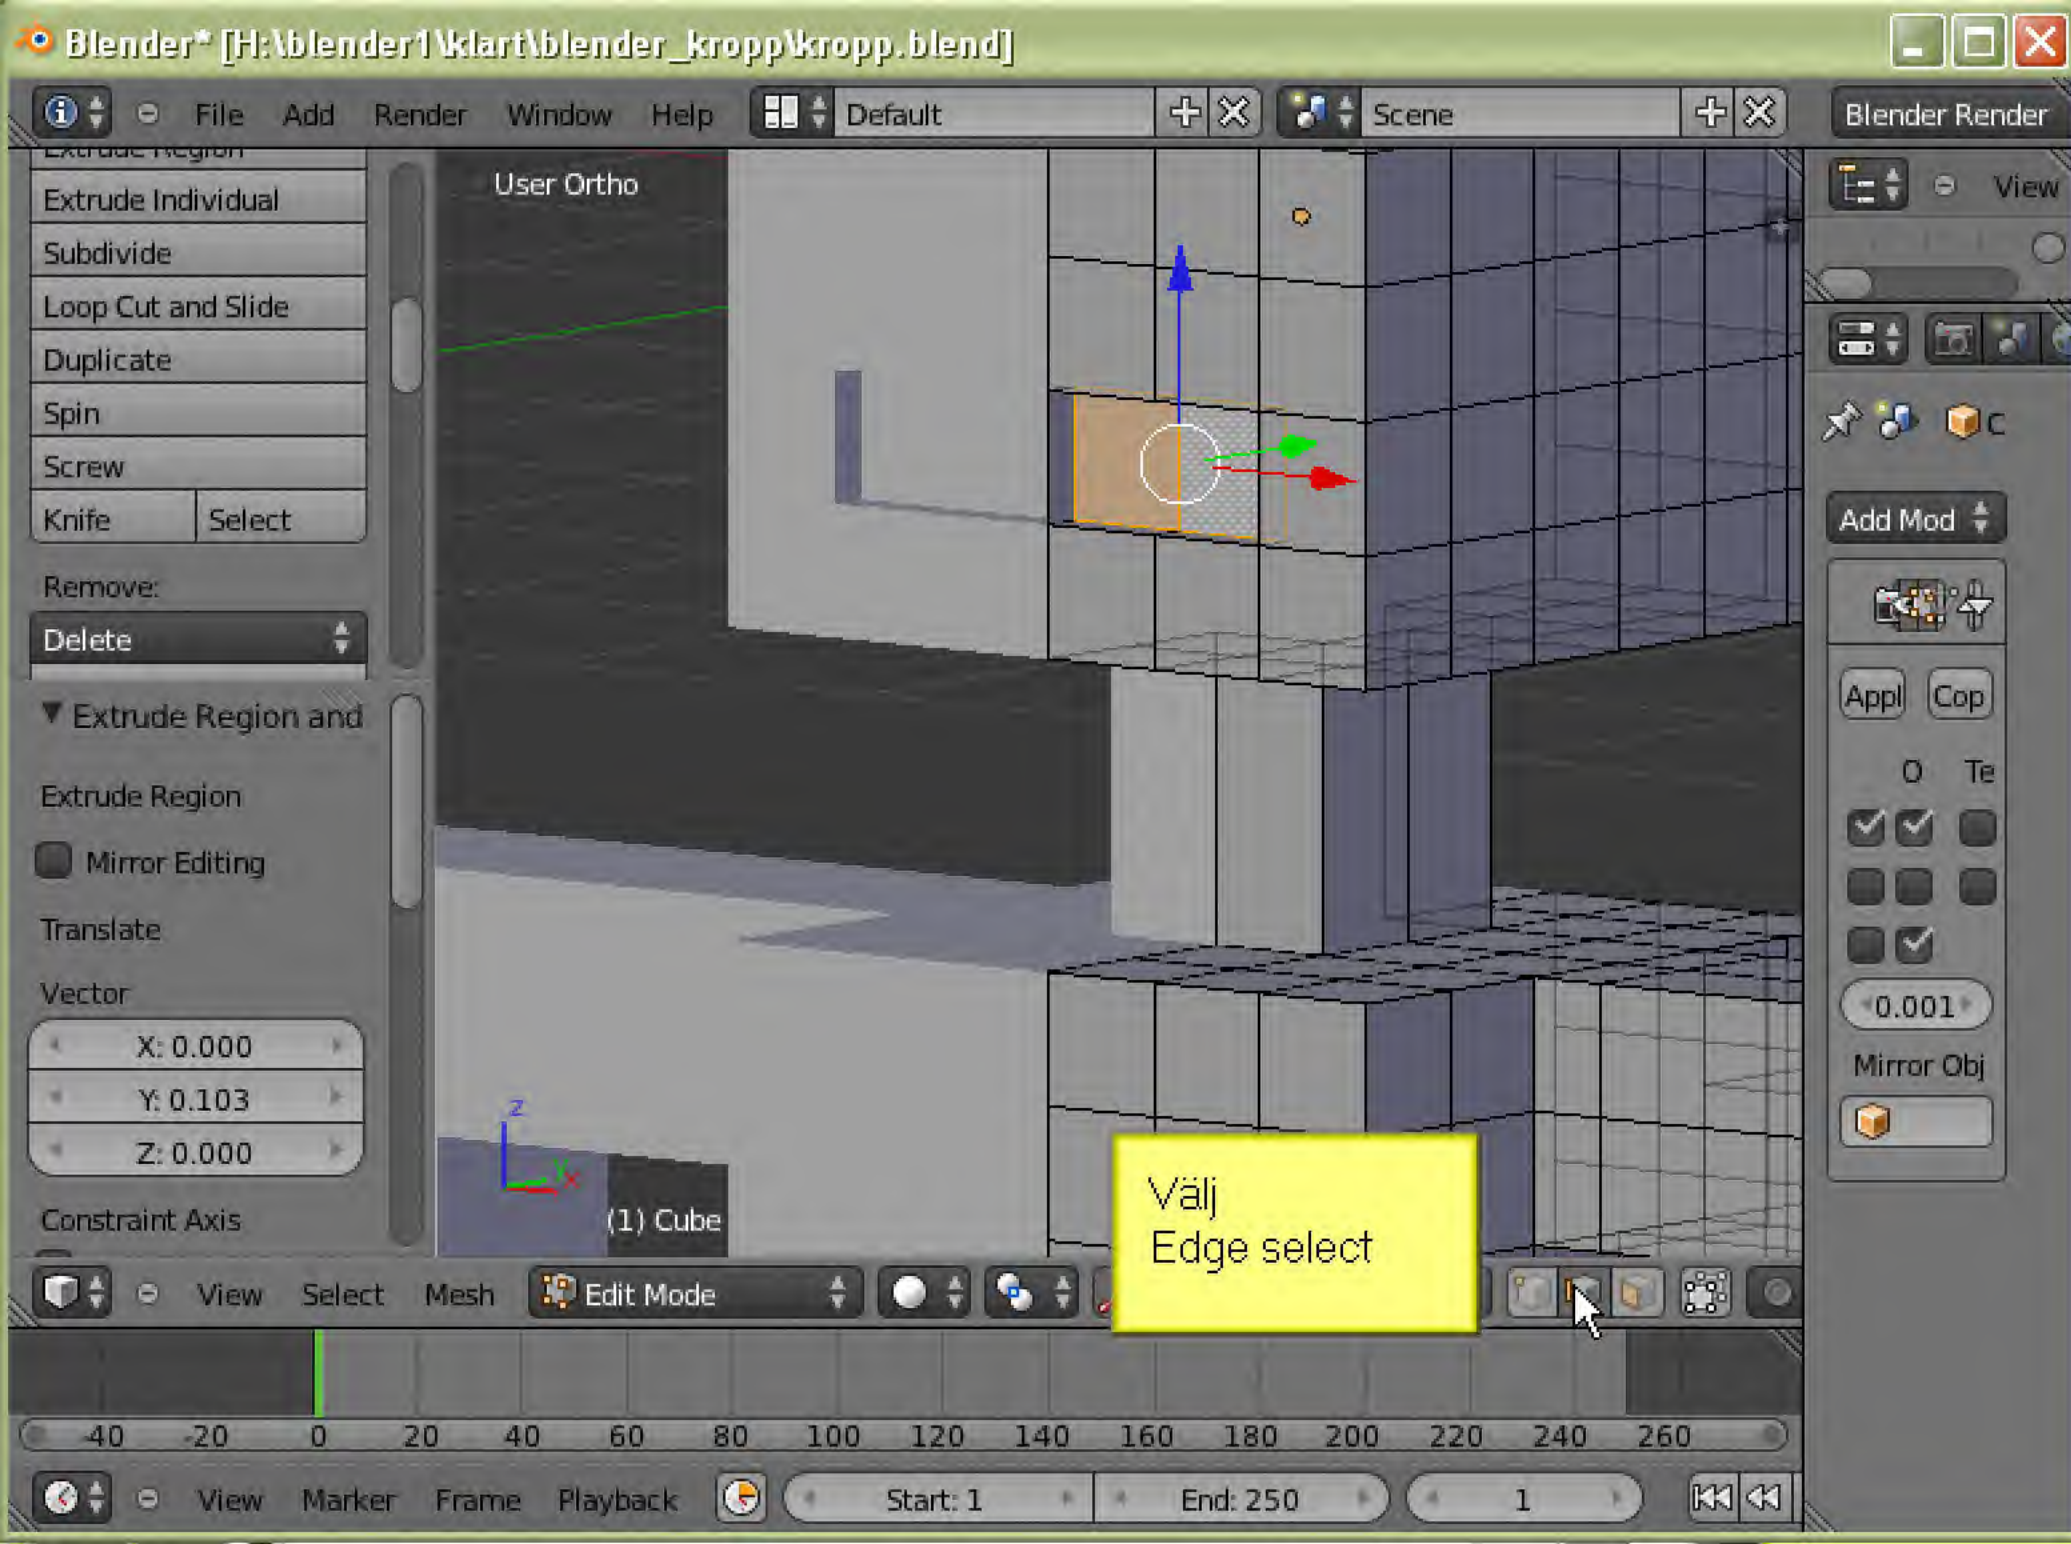 Blender* [H:\blender1\klart\blender_kropp\kropp.blend]
File Add Render Window Help Default Scene Blender Render
Extrude Region
Extrude Individual
Subdivide
Loop Cut and Slide
Duplicate
Spin
Screw
Knife Select
Remove:
Delete
Extrude Region and
Extrude Region
Mirror Editing
Translate
Vector
X: 0.000
Y: 0.103
Z: 0.000
Constraint Axis
User Ortho
z
y x
(1) Cube
Välj
Edge select
View
C
Add Mod
Appl Cop
O Te
0.001
Mirror Obj
View Select Mesh Edit Mode
-40 -20 0 20 40 60 80 100 120 140 160 180 200 220 240 260
View Marker Frame Playback Start: 1 End: 250 1